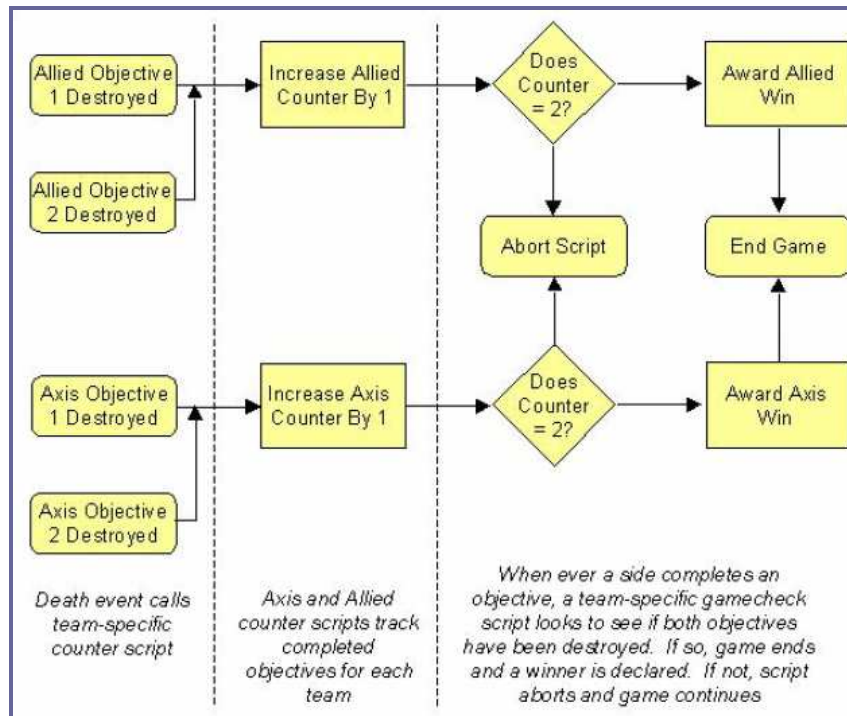 Allied Objective
1 Destroyed
Increase Allied
Counter By 1
Does
Counter
= 2?
Award Allied
Win
Allied Objective
2 Destroyed
Abort Script
End Game
Axis Objective
1 Destroyed
Increase Axis
Counter By 1
Does
Counter
= 2?
Award Axis
Win
Axis Objective
2 Destroyed
Death event calls
team-specific
counter script
Axis and Allied
counter scripts track
completed
objectives for each
team
When ever a side completes an
objective, a team-specific gamecheck
script looks to see if both objectives
have been destroyed. If so, game ends
and a winner is declared. If not, script
aborts and game continues